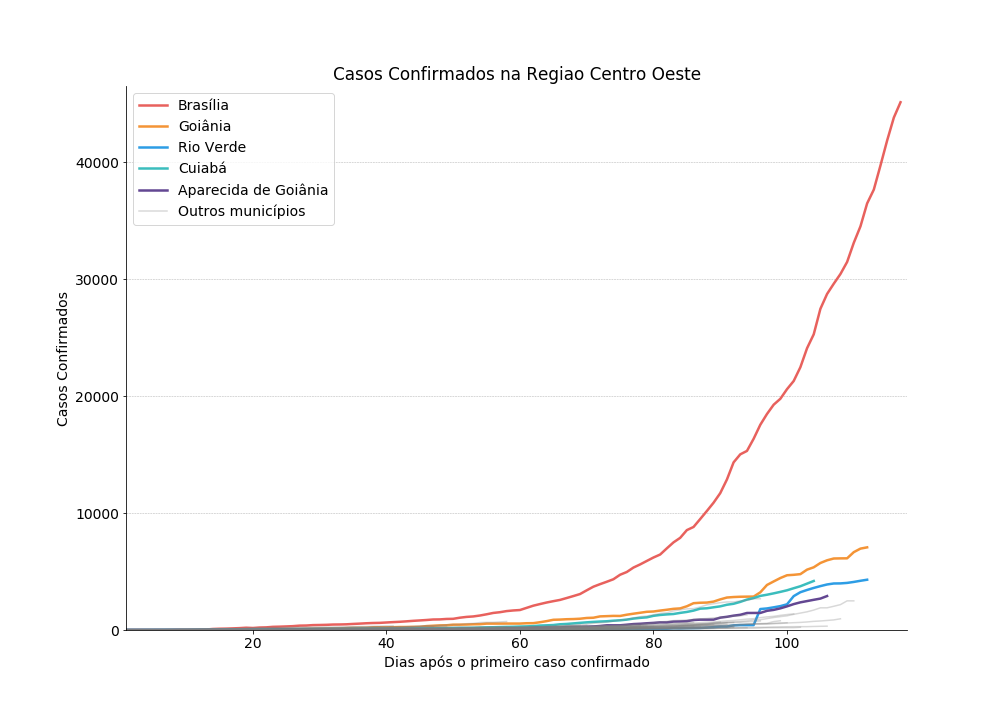 Casos Confirmados na Regiao Centro Oeste
Brasília
Goiânia
Rio Verde
Cuiabá
Aparecida de Goiânia
Outros municípios
Casos Confirmados
40000
30000
20000
10000
0
20
40
60
80
100
Dias após o primeiro caso confirmado